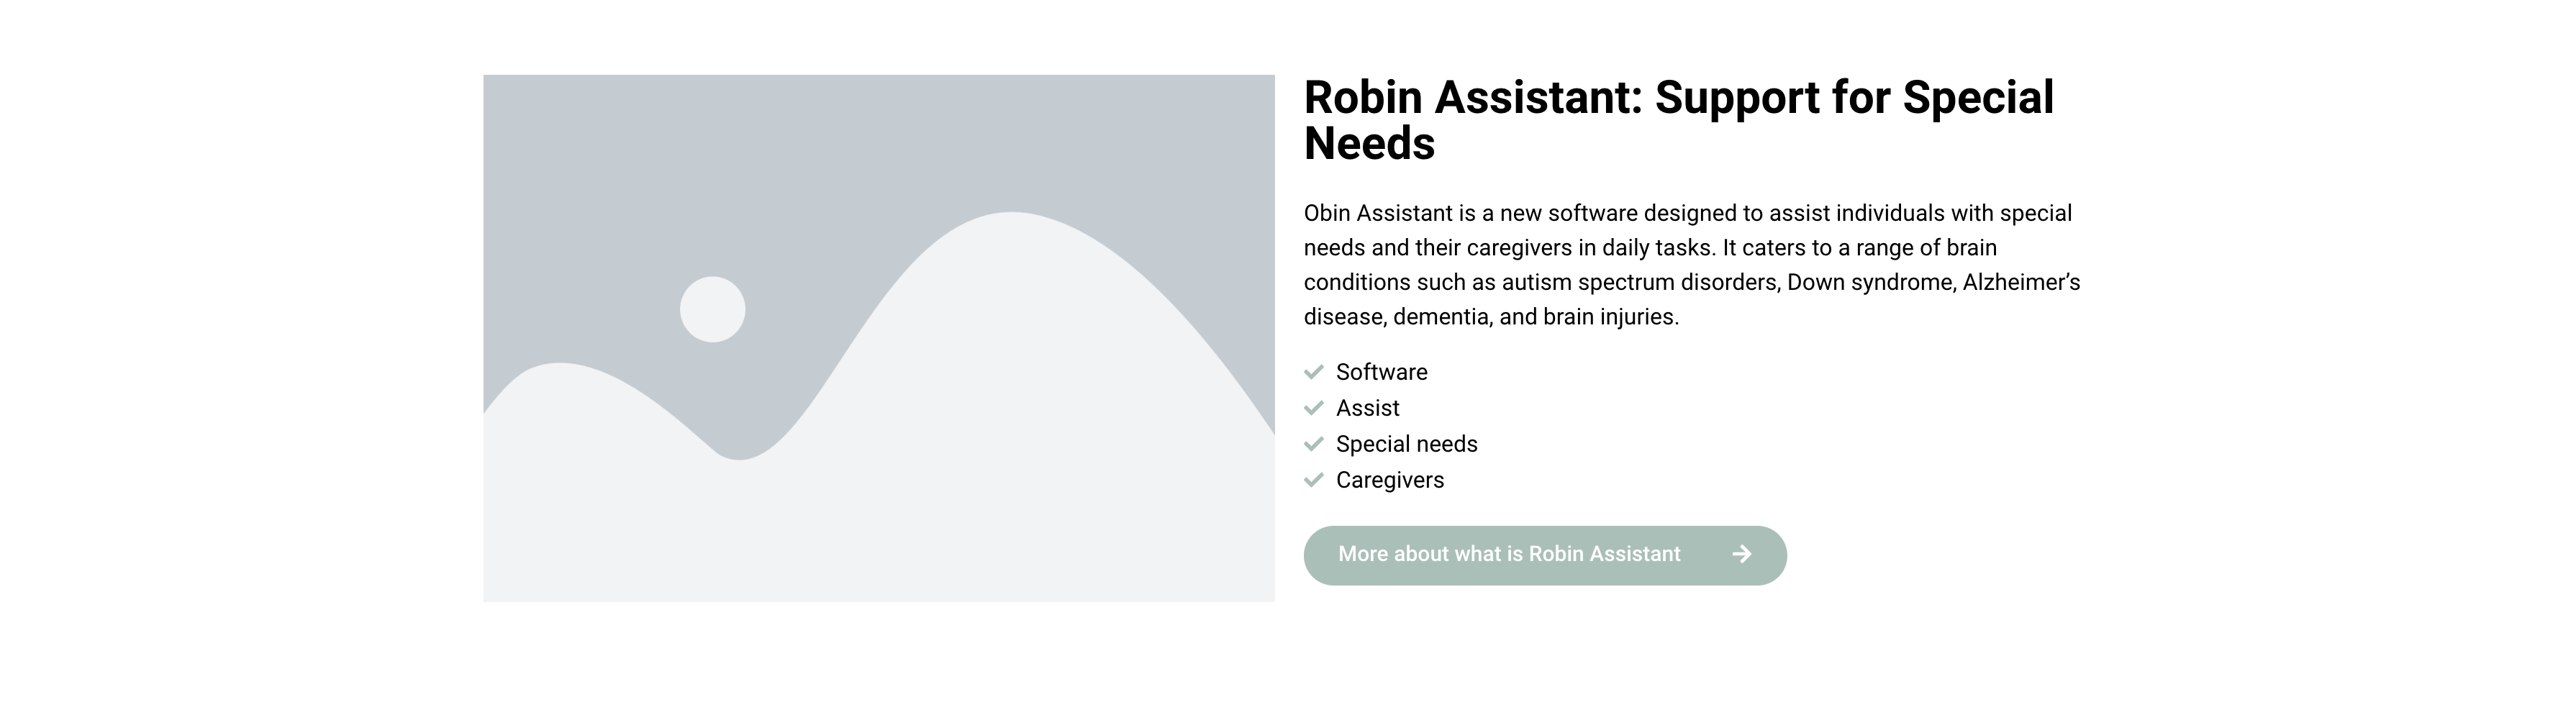 Robin Assistant: Support for Special
Needs
Obin Assistant is a new software designed to assist individuals with special
needs and their caregivers in daily tasks. It caters to a range of brain
conditions such as autism spectrum disorders, Down syndrome, Alzheimer’s
disease, dementia, and brain injuries.
Software
Assist
Special needs
Caregivers
More about what is Robin Assistant